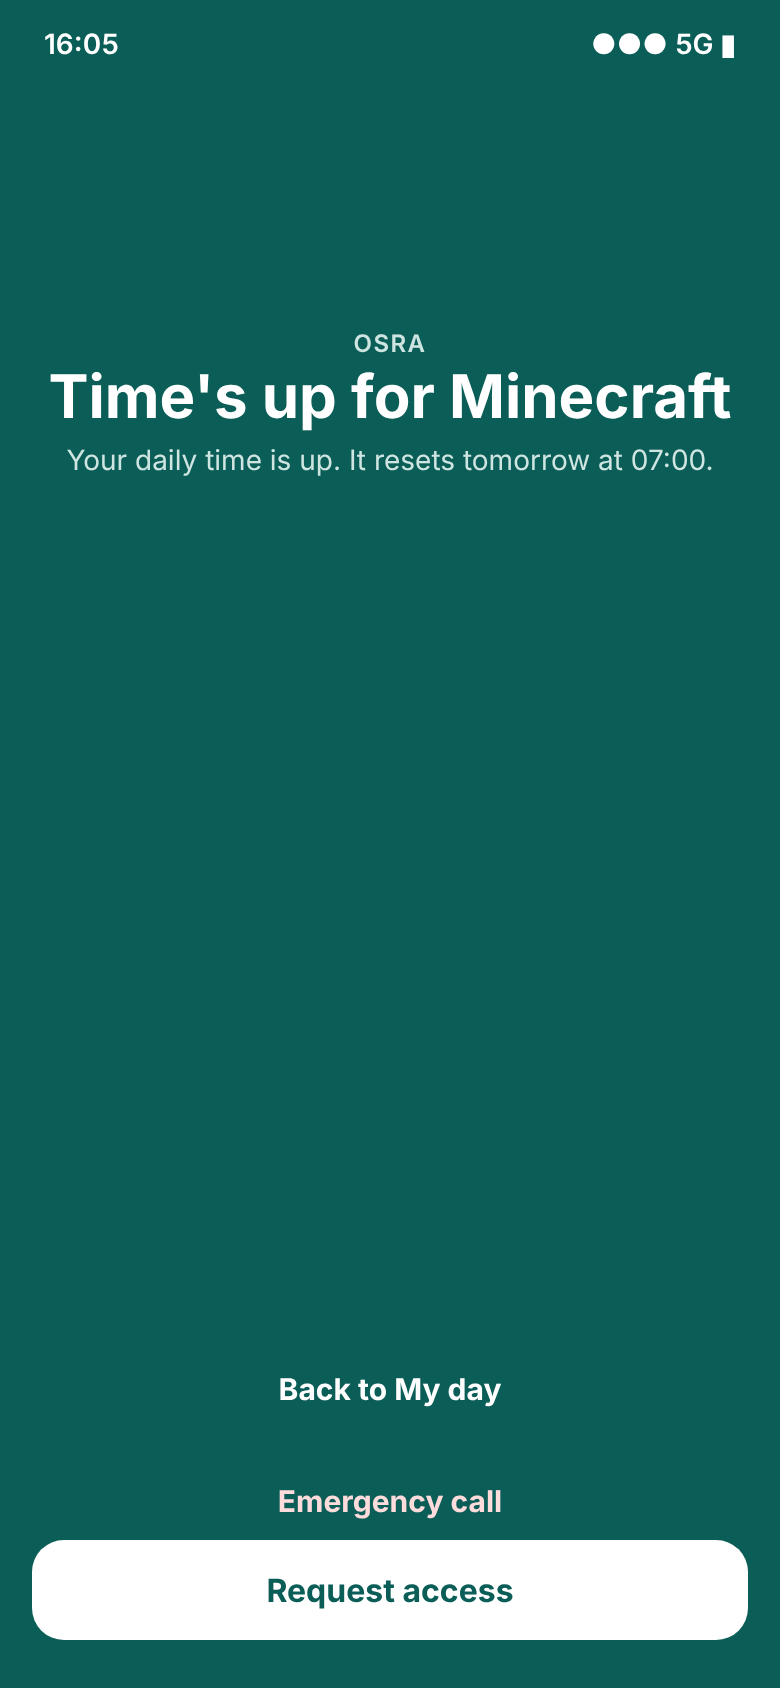 16:05
5G
OSRA
Time's up for Minecraft
Your daily time is up. It resets tomorrow at 07:00.
Back to My day
Emergency call
Request access